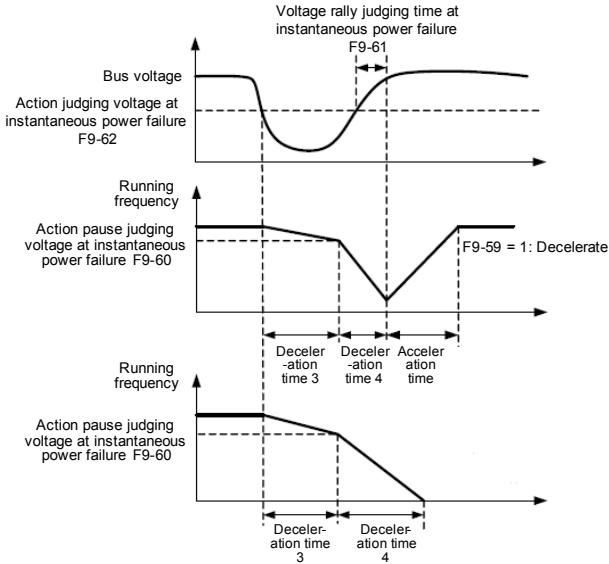 Voltage rally judging time at
instantaneous power failure
F9-61
Bus voltage
Action judging voltage at
instantaneous power failure
F9-62
Running
frequency
Action pause judging
voltage at instantaneous
power failure F9-60
F9-59 = 1: Decelerate
Deceler
-ation
time 3
Deceler
-ation
time 4
Acceler
ation
time
Running
frequency
Action pause judging
voltage at instantaneous
power failure F9-60
Deceler-
ation time
3
Deceler-
ation time
4